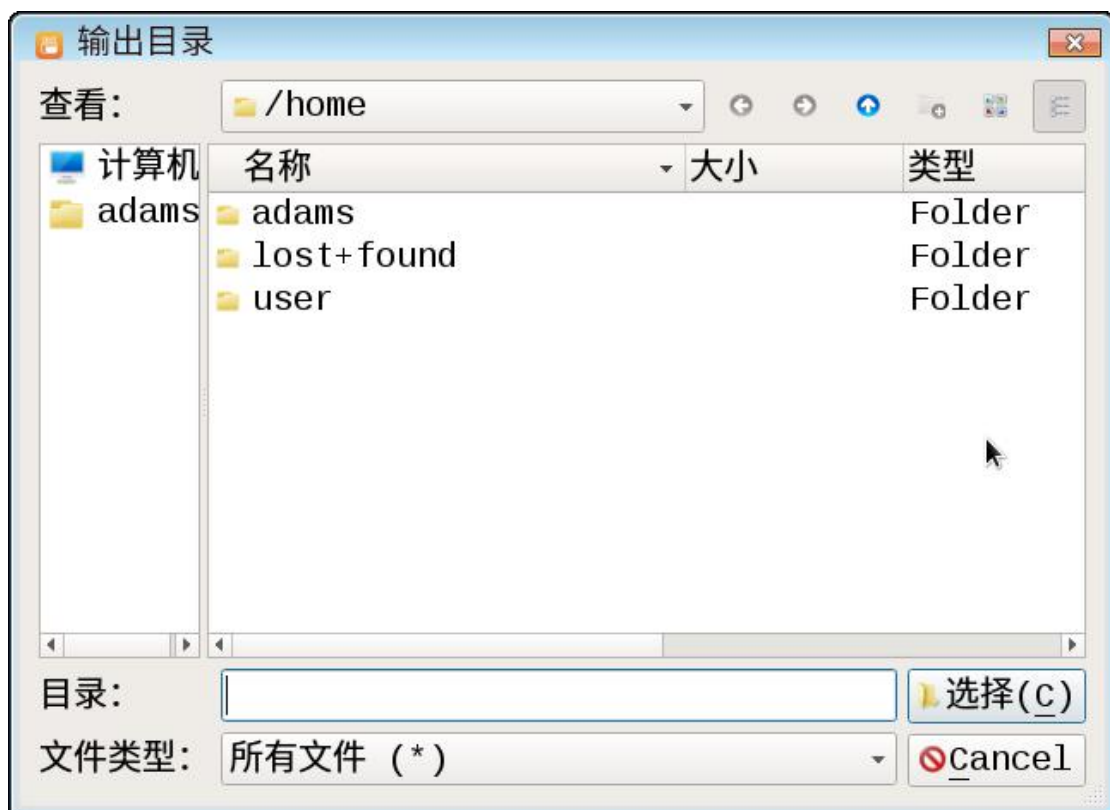 输出目录
查看: /home
计算机
adams
名称 大小 类型
adams Folder
lost+found Folder
user Folder
目录: 选择(C)
文件类型: 所有文件 (*) Cancel